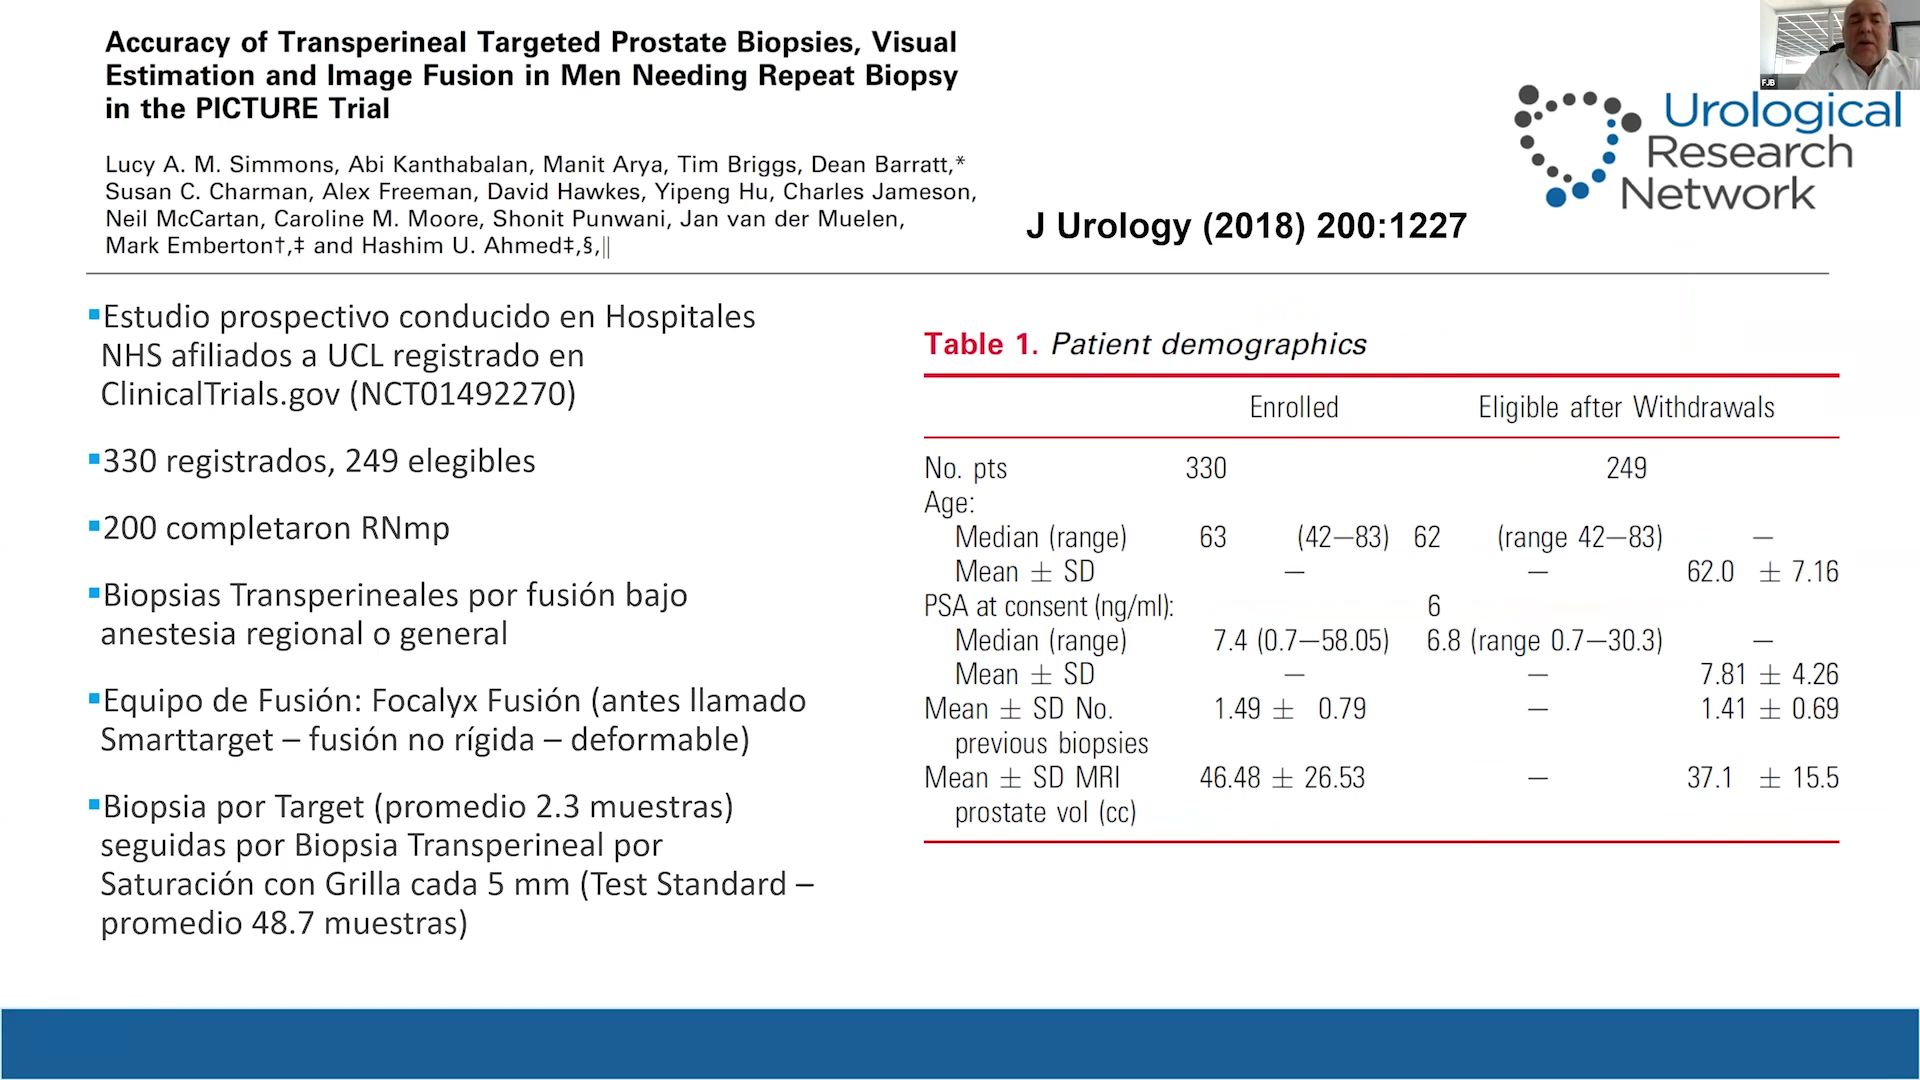 Accuracy of Transperineal Targeted Prostate Biopsies, Visual
Estimation and Image Fusion in Men Needing Repeat Biopsy
in the PICTURE Trial
Lucy A. M. Simmons, Abi Kanthabalan, Manit Arya, Tim Briggs, Dean Barratt,*
Susan C. Charman, Alex Freeman, David Hawkes, Yipeng Hu, Charles Jameson,
Neil McCartan, Caroline M. Moore, Shonit Punwani, Jan van der Muelen,
Mark Emberton†,‡ and Hashim U. Ahmed‡,§,||
J Urology (2018) 200:1227
FJB
Urological
Research
Network
▪Estudio prospectivo conducido en Hospitales
NHS afiliados a UCL registrado en
ClinicalTrials.gov (NCT01492270)
▪330 registrados, 249 elegibles
▪200 completaron RNmp
▪Biopsias Transperineales por fusión bajo
anestesia regional o general
▪Equipo de Fusión: Focalyx Fusión (antes llamado
Smarttarget – fusión no rígida – deformable)
▪Biopsia por Target (promedio 2.3 muestras)
seguidas por Biopsia Transperineal por
Saturación con Grilla cada 5 mm (Test Standard –
promedio 48.7 muestras)
Table 1. Patient demographics
Enrolled Eligible after Withdrawals
No. pts 330 249
Age:
Median (range) 63 (42–83) 62 (range 42–83) —
Mean ± SD — — 62.0 ± 7.16
PSA at consent (ng/ml): 6
Median (range) 7.4 (0.7–58.05) 6.8 (range 0.7–30.3) —
Mean ± SD — — 7.81 ± 4.26
Mean ± SD No. 1.49 ± 0.79 — 1.41 ± 0.69
previous biopsies
Mean ± SD MRI 46.48 ± 26.53 — 37.1 ± 15.5
prostate vol (cc)